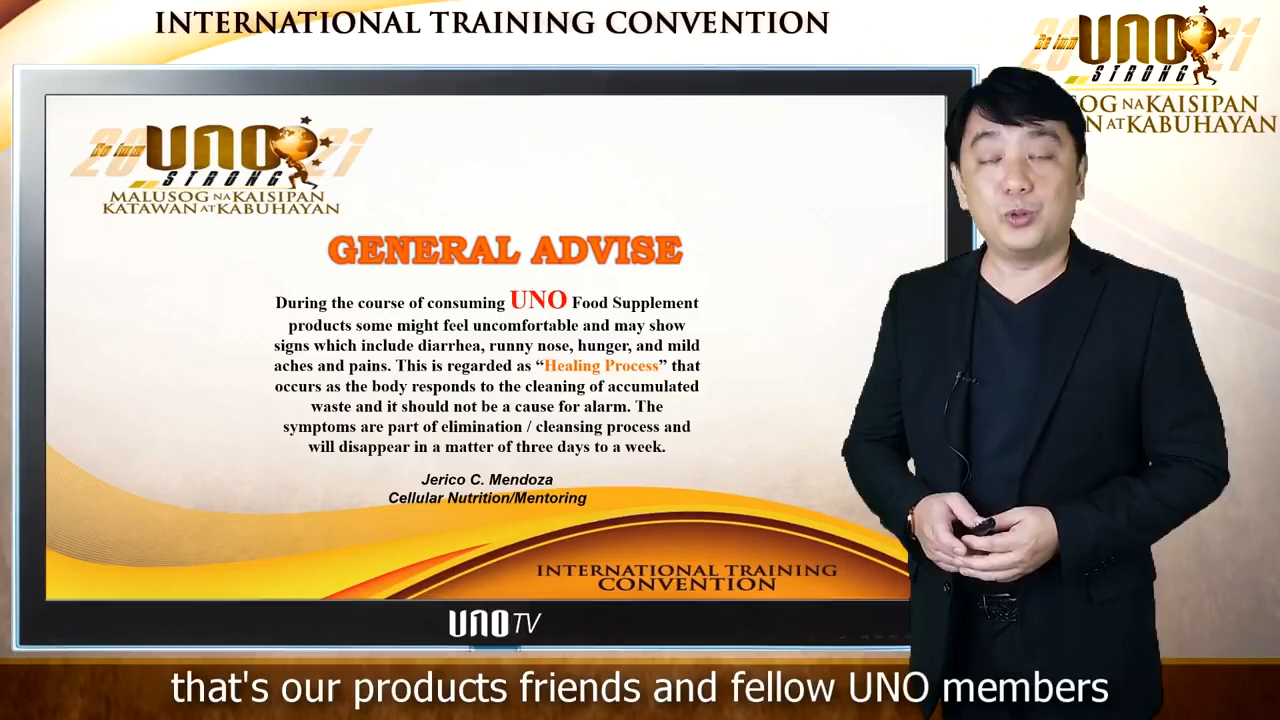 INTERNATIONAL TRAINING CONVENTION
UNO
STRONG
OG NA KAISIPAN
N AT KABUHAYAN
2021
UNO
STRONG
MALUSOG NA KAISIPAN
KATAWAN AT KABUHAYAN
GENERAL ADVISE
During the course of consuming UNO Food Supplement
products some might feel uncomfortable and may show
signs which include diarrhea, runny nose, hunger, and mild
aches and pains. This is regarded as “Healing Process” that
occurs as the body responds to the cleaning of accumulated
waste and it should not be a cause for alarm. The
symptoms are part of elimination / cleansing process and
will disappear in a matter of three days to a week.
Jerico C. Mendoza
Cellular Nutrition/Mentoring
INTERNATIONAL TRAINING
CONVENTION
UNO TV
that's our products friends and fellow UNO members